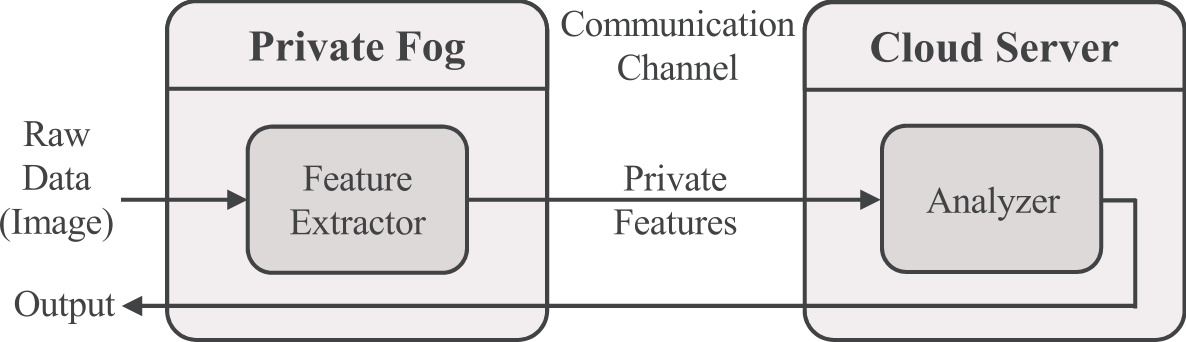 Private Fog
Communication
Channel
Cloud Server
Raw
Data
(Image)
Feature
Extractor
Private
Features
Analyzer
Output